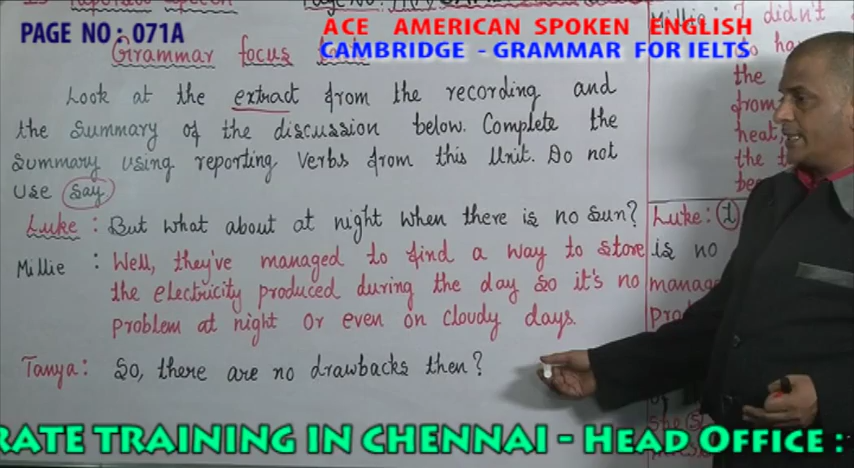 PAGE NO: 071A
ACE AMERICAN SPOKEN ENGLISH
CAMBRIDGE - GRAMMAR FOR IELTS
Grammar focus
Look at the extract from the recording and
the summary of the discussion below. Complete the
summary using reporting verbs from this Unit. Do not
use say
Luke: But what about at night when there is no sun?
Millie : Well, they've managed to find a way to store
the electricity produced during the day so it's no
problem at night or even on cloudy days.
Tanya: So, there are no drawbacks then?
Millie: I didn't
to
the
from
heat,
the
Luke: (1)
is no
RATE TRAINING IN CHENNAI - HEAD OFFICE :